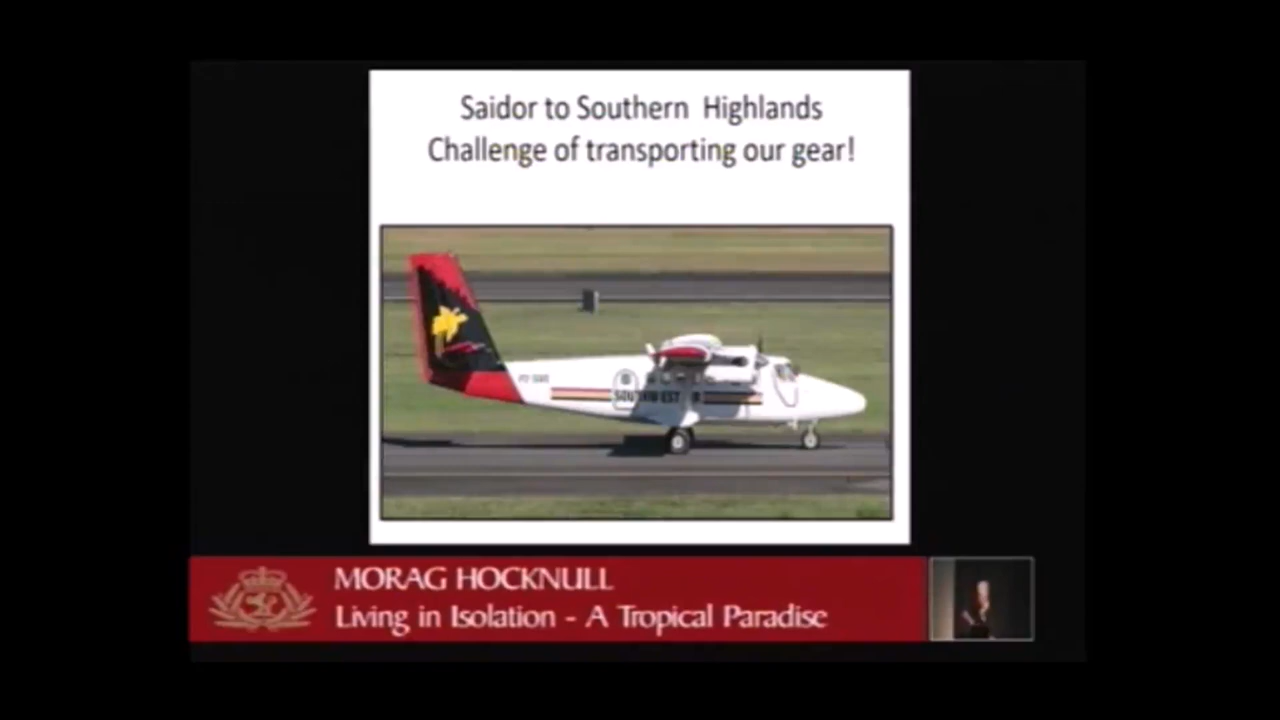 Saidor to Southern Highlands
Challenge of transporting our gear!
MORAG HOCKNULL
Living in Isolation - A Tropical Paradise